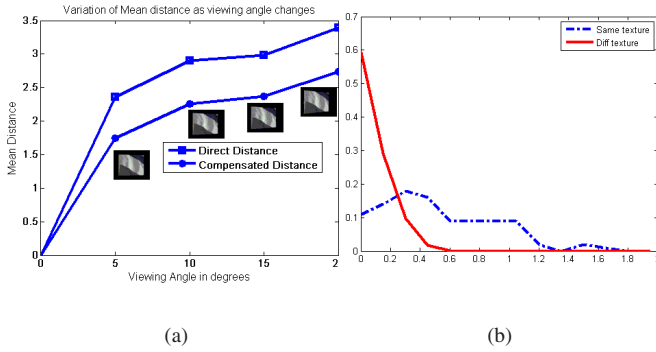 Variation of Mean distance as viewing angle changes
3.5
3
2.5
2
1.5
1
0.5
0
Mean Distance
Direct Distance
Compensated Distance
0 5 10 15 2
Viewing Angle in degrees
(a)
0.7
0.6
0.5
0.4
0.3
0.2
0.1
0
Same texture
Diff texture
0 0.2 0.4 0.6 0.8 1 1.2 1.4 1.6 1.8
(b)